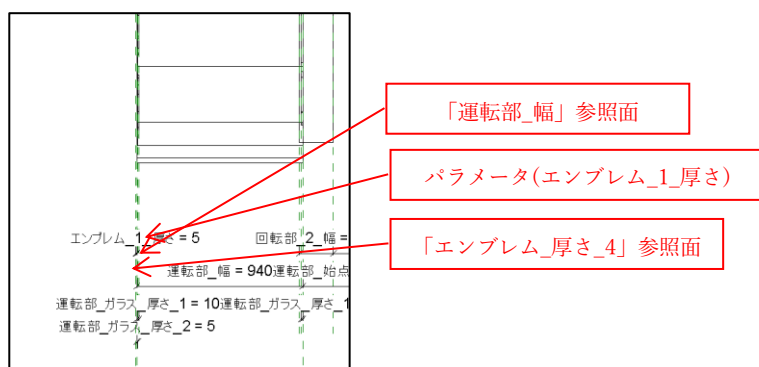 「運転部_幅」参照面
パラメータ(エンブレム_1_厚さ)
「エンブレム_厚さ_4」参照面
エンブレム_1_厚さ = 5 回転部_2_幅 =
運転部_幅 = 940運転部_始点
運転部_ガラス_厚さ_1 = 10運転部_ガラス_厚さ_1
運転部_ガラス_厚さ_2 = 5